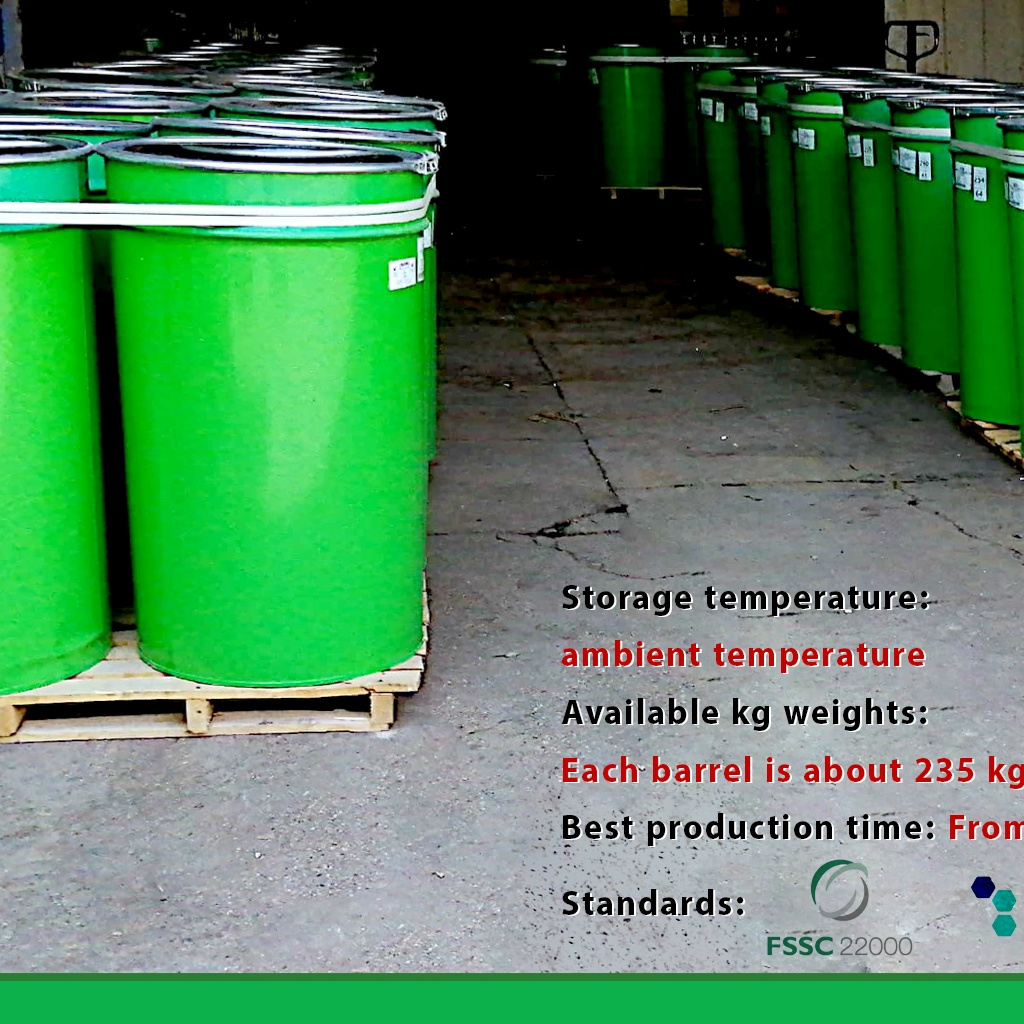 Storage temperature:
ambient temperature
Available kg weights:
Each barrel is about 235 kg
Best production time: From
Standards:
FSSC 22000